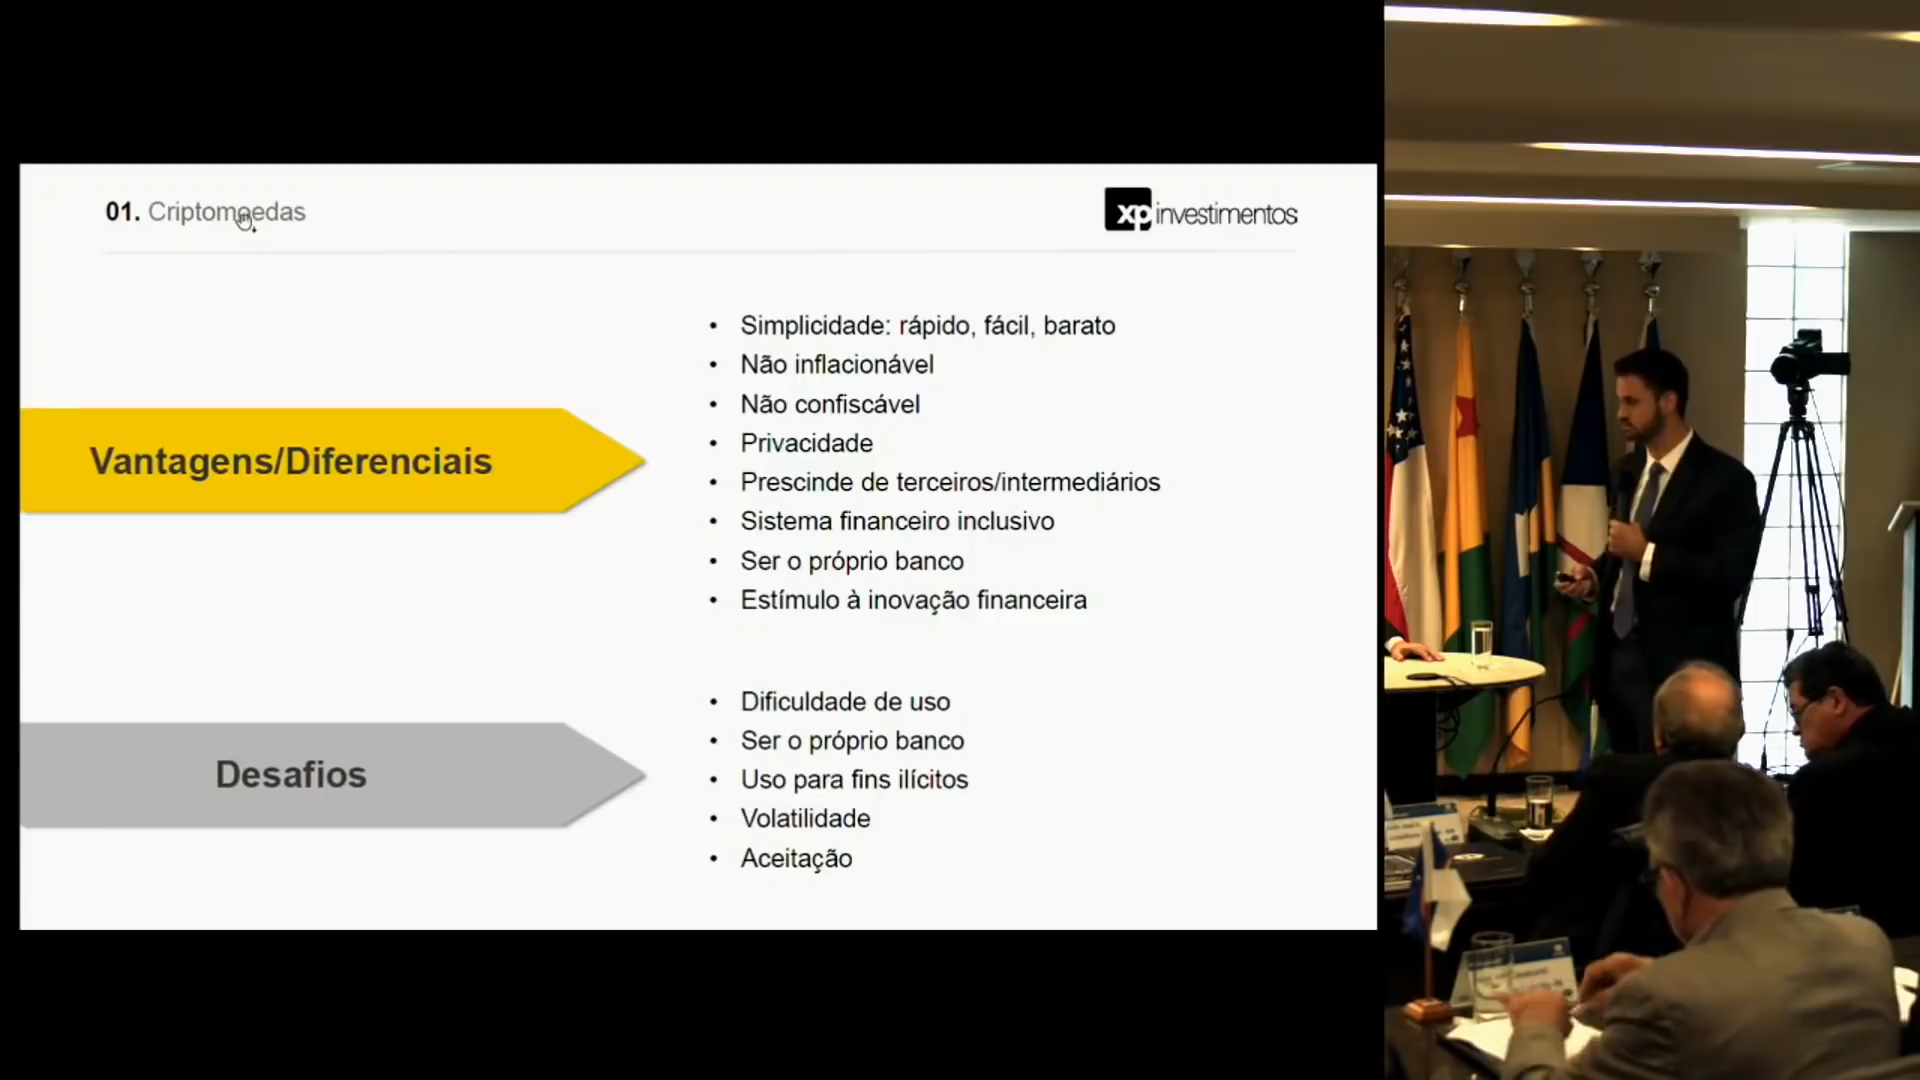 01. Criptomoedas
xp investimentos
Vantagens/Diferenciais
• Simplicidade: rápido, fácil, barato
• Não inflacionável
• Não confiscável
• Privacidade
• Prescinde de terceiros/intermediários
• Sistema financeiro inclusivo
• Ser o próprio banco
• Estímulo à inovação financeira
Desafios
• Dificuldade de uso
• Ser o próprio banco
• Uso para fins ilícitos
• Volatilidade
• Aceitação